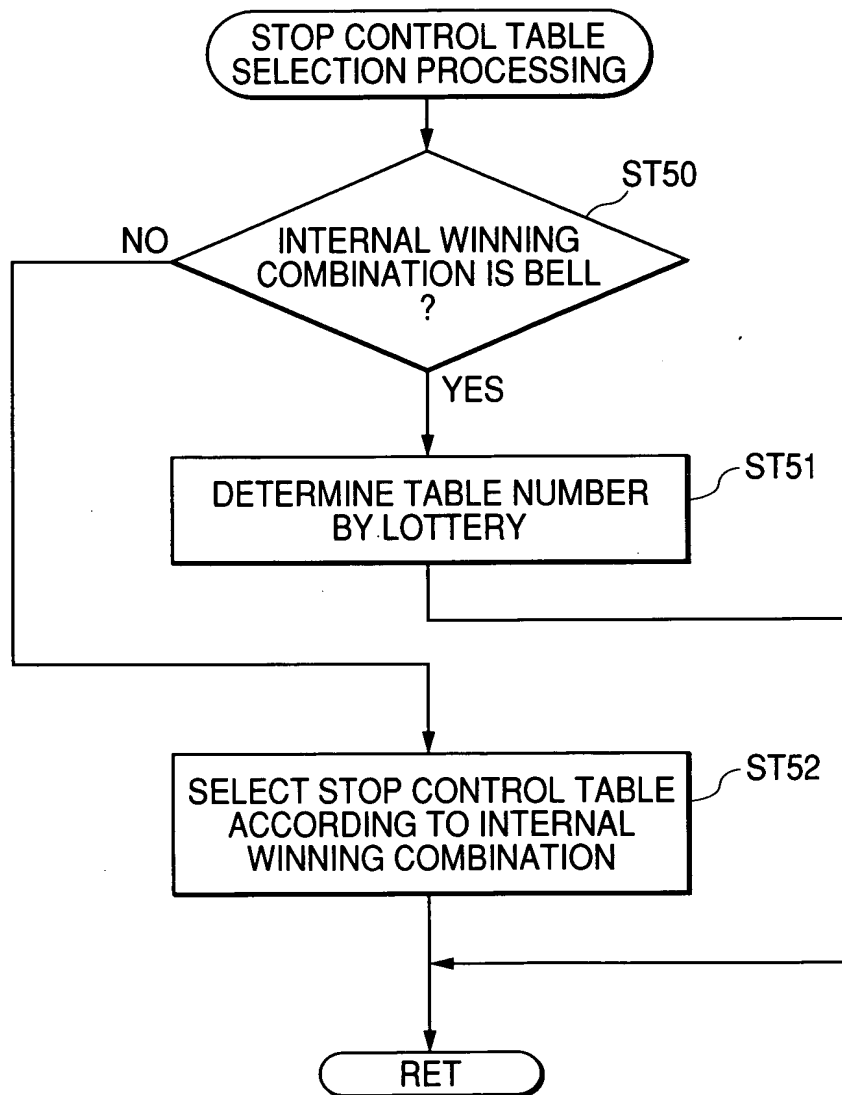 STOP CONTROL TABLE
SELECTION PROCESSING
ST50
NO
INTERNAL WINNING
COMBINATION IS BELL
?
YES
ST51
DETERMINE TABLE NUMBER
BY LOTTERY
ST52
SELECT STOP CONTROL TABLE
ACCORDING TO INTERNAL
WINNING COMBINATION
RET